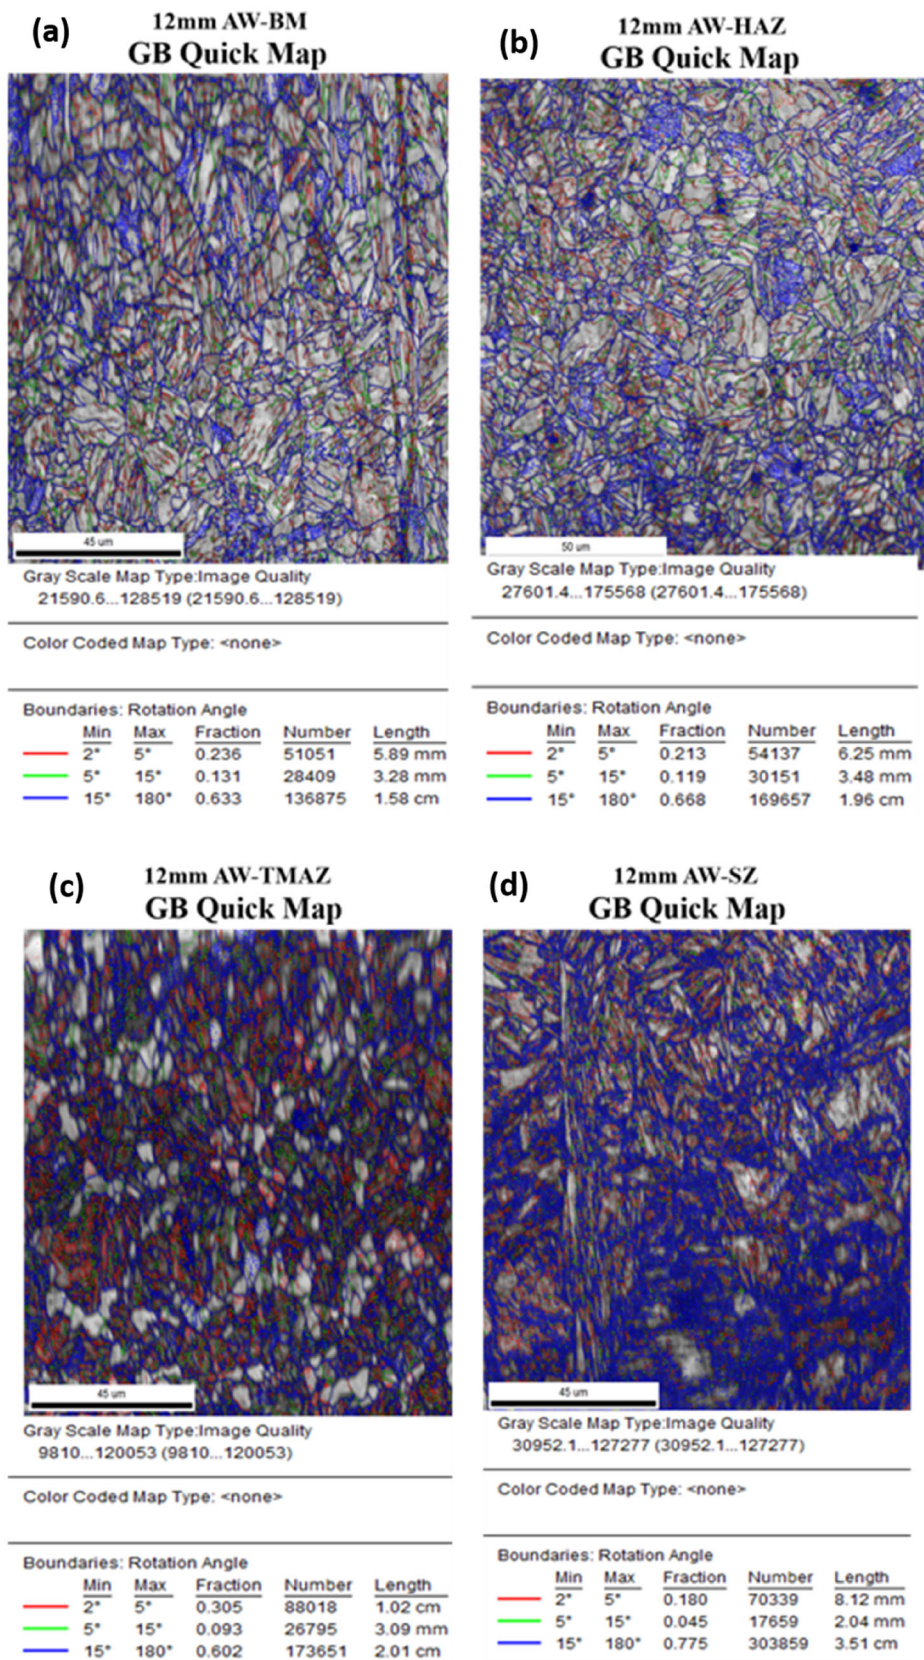 (a)
12mm AW-BM
GB Quick Map
45 um
Gray Scale Map Type:Image Quality
21590.6...128519 (21590.6...128519)
Color Coded Map Type: <none>
Boundaries: Rotation Angle
Min Max Fraction Number Length
2° 5° 0.236 51051 5.89 mm
5° 15° 0.131 28409 3.28 mm
15° 180° 0.633 136875 1.58 cm
(b)
12mm AW-HAZ
GB Quick Map
50 um
Gray Scale Map Type:Image Quality
27601.4...175568 (27601.4...175568)
Color Coded Map Type: <none>
Boundaries: Rotation Angle
Min Max Fraction Number Length
2° 5° 0.213 54137 6.25 mm
5° 15° 0.119 30151 3.48 mm
15° 180° 0.668 169657 1.96 cm
(c)
12mm AW-TMAZ
GB Quick Map
45 um
Gray Scale Map Type:Image Quality
9810...120053 (9810...120053)
Color Coded Map Type: <none>
Boundaries: Rotation Angle
Min Max Fraction Number Length
2° 5° 0.305 88018 1.02 cm
5° 15° 0.093 26795 3.09 mm
15° 180° 0.602 173651 2.01 cm
(d)
12mm AW-SZ
GB Quick Map
45 um
Gray Scale Map Type:Image Quality
30952.1...127277 (30952.1...127277)
Color Coded Map Type: <none>
Boundaries: Rotation Angle
Min Max Fraction Number Length
2° 5° 0.180 70339 8.12 mm
5° 15° 0.045 17659 2.04 mm
15° 180° 0.775 303859 3.51 cm